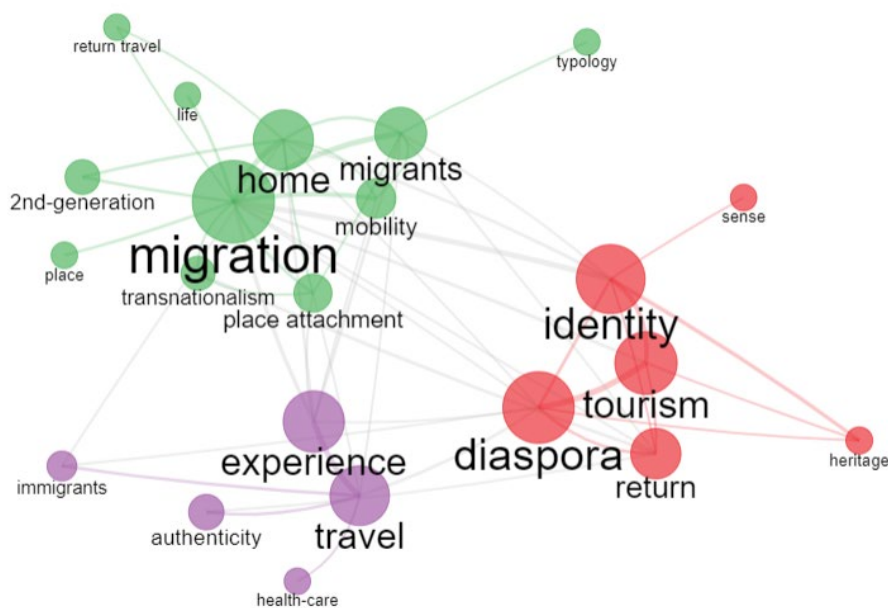 return travel
typology
life
home
migrants
2nd-generation
sense
mobility
migration
place
transnationalism
place attachment
identity
tourism
experience
diaspora
heritage
immigrants
return
authenticity
travel
health-care